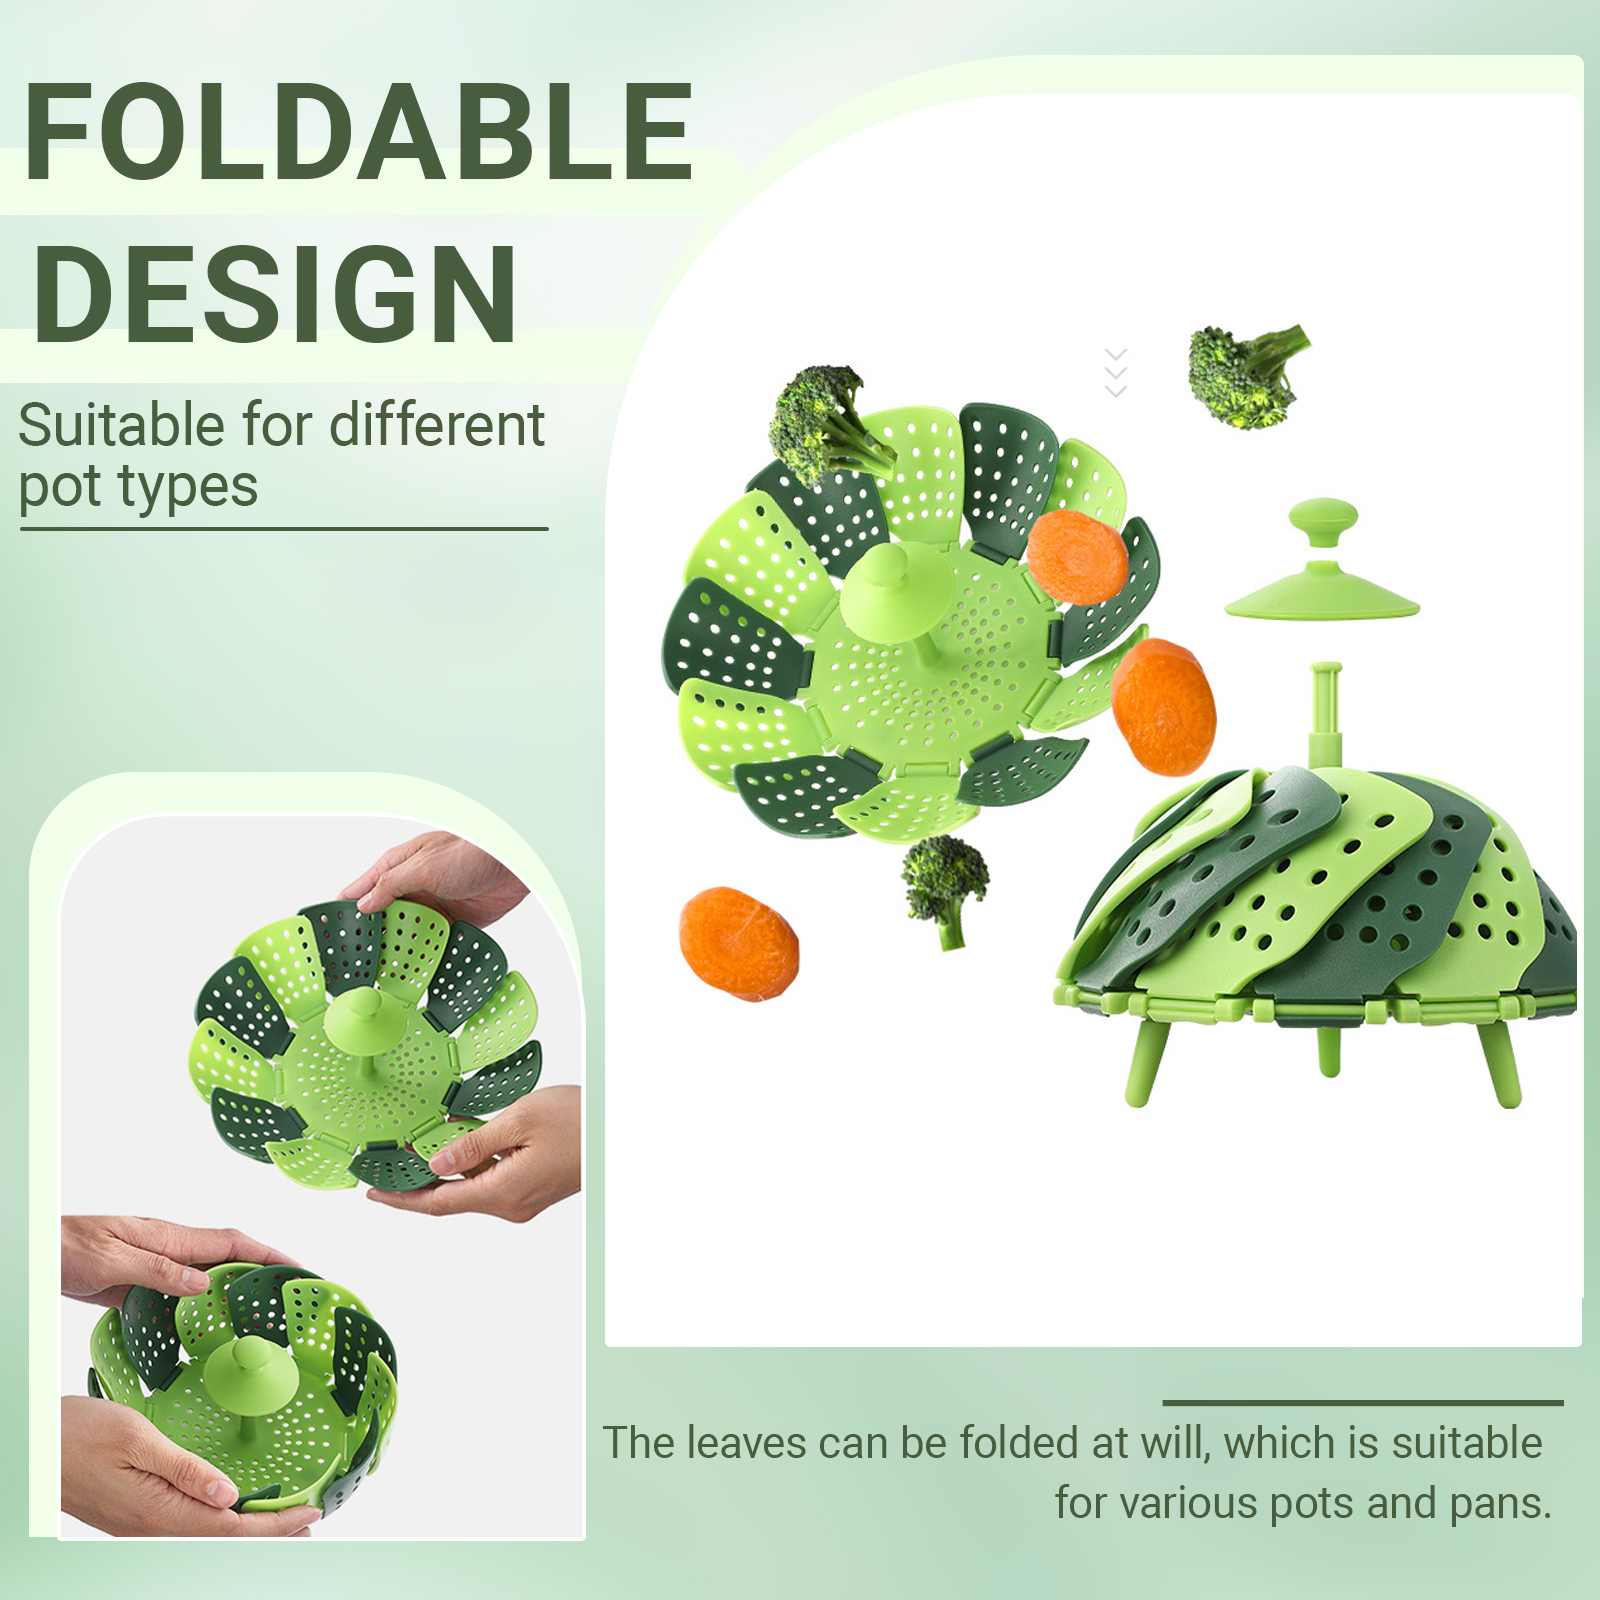 FOLDABLE
DESIGN
Suitable for different
pot types
The leaves can be folded at will, which is suitable
for various pots and pans.